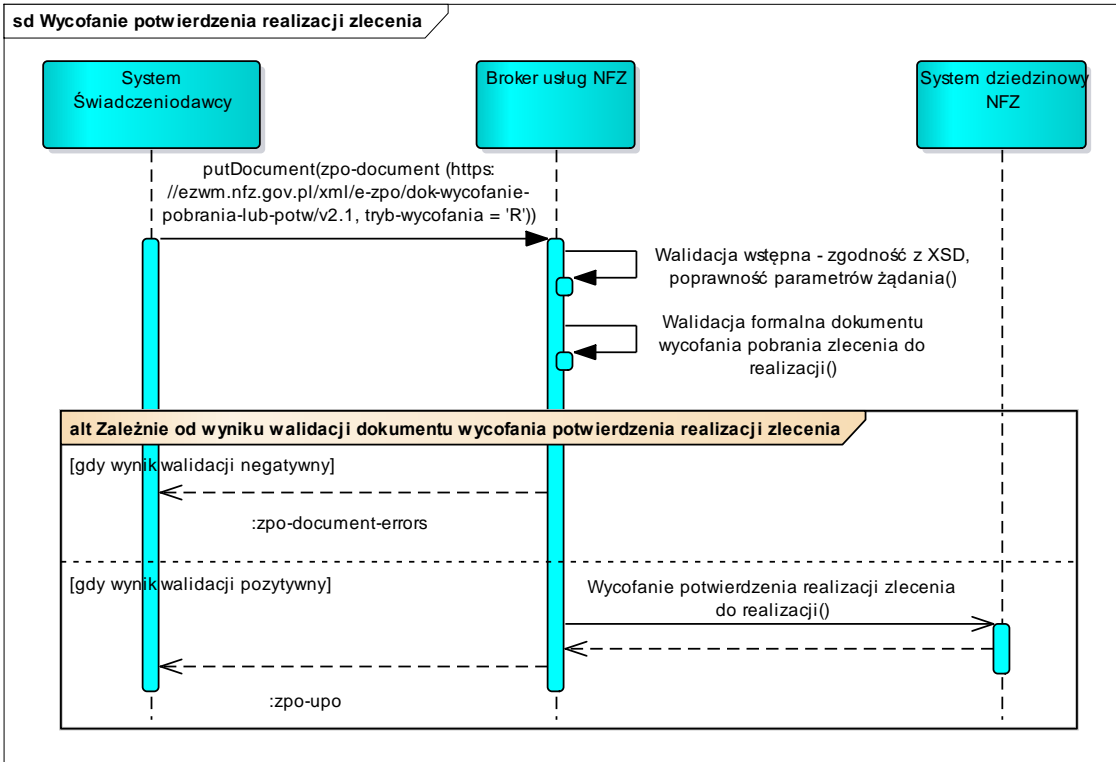 sd Wycofanie potwierdzenia realizacji zlecenia
System
Świadczeniodawcy
Broker usług NFZ
System dziedzinowy
NFZ
putDocument(zpo-document (https:
//ezwm.nfz.gov.pl/xml/e-zpo/dok-wycofanie-
pobrania-lub-potw/v2.1, tryb-wycofania = 'R'))
Walidacja wstępna - zgodność z XSD,
poprawność parametrów żądania()
Walidacja formalna dokumentu
wycofania pobrania zlecenia do
realizacji()
alt Zależnie od wyniku walidacji dokumentu wycofania potwierdzenia realizacji zlecenia
[gdy wynik walidacji negatywny]
:zpo-document-errors
[gdy wynik walidacji pozytywny]
Wycofanie potwierdzenia realizacji zlecenia
do realizacji()
:zpo-upo